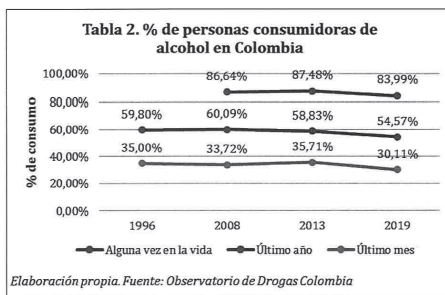 Tabla 2. % de personas consumidoras de
alcohol en Colombia
% de consumo
100,00%
80,00%
60,00%
40,00%
20,00%
0,00%
86,64% 87,48% 83,99%
59,80% 60,09% 58,83% 54,57%
35,00% 33,72% 35,71% 30,11%
1996 2008 2013 2019
Alguna vez en la vida Último año Último mes
Elaboración propia. Fuente: Observatorio de Drogas Colombia